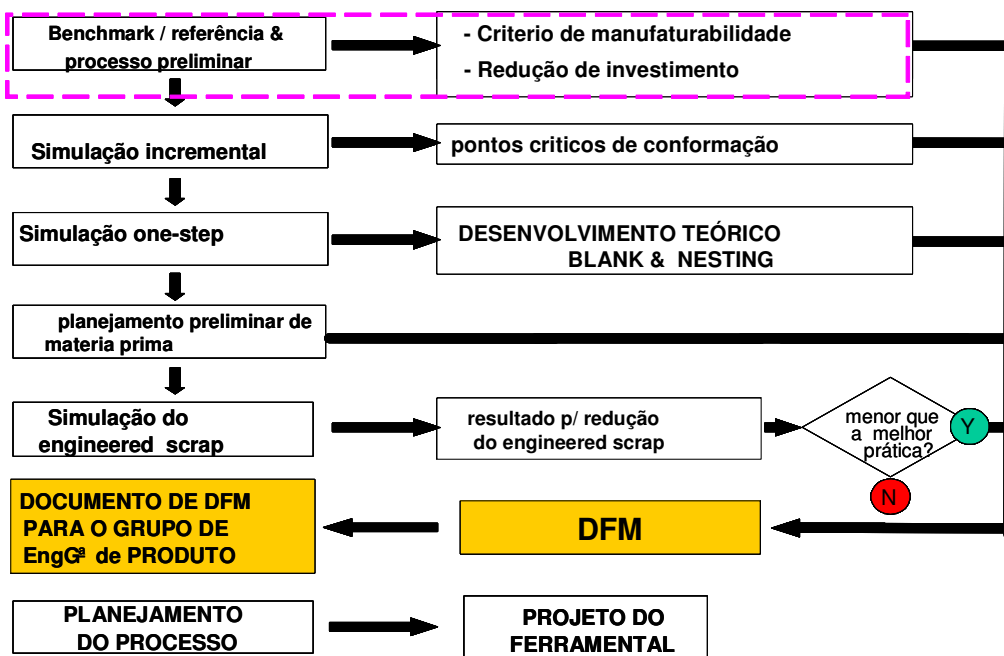 Benchmark / referência &
processo preliminar
- Criterio de manufaturabilidade
- Redução de investimento
Simulação incremental
pontos criticos de conformação
Simulação one-step
DESENVOLVIMENTO TEÓRICO
BLANK & NESTING
planejamento preliminar de
materia prima
Simulação do
engineered scrap
resultado p/ redução
do engineered scrap
menor que
a melhor
prática?
Y
N
DOCUMENTO DE DFM
PARA O GRUPO DE
EngGª de PRODUTO
DFM
PLANEJAMENTO
DO PROCESSO
PROJETO DO
FERRAMENTAL